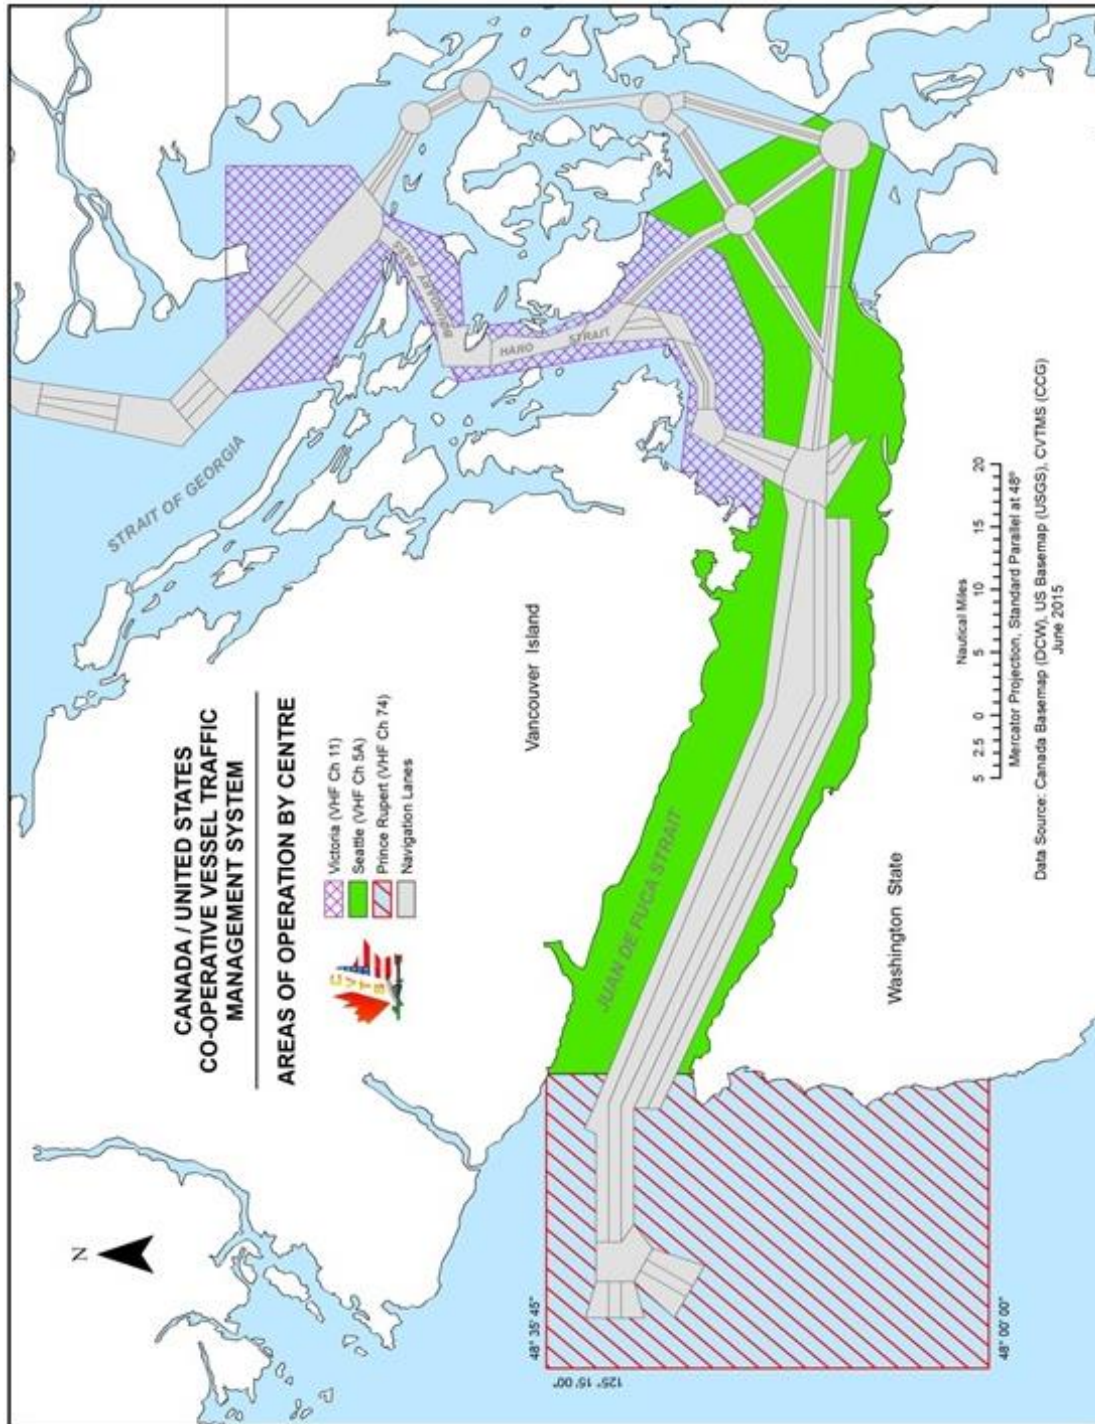 CANADA / UNITED STATES
CO-OPERATIVE VESSEL TRAFFIC
MANAGEMENT SYSTEM
AREAS OF OPERATION BY CENTRE
C
V
T
S
Victoria (VHF Ch 11)
Seattle (VHF Ch 5A)
Prince Rupert (VHF Ch 74)
Navigation Lanes
N
STRAIT OF GEORGIA
BOUNDARY PASS
HARO STRAIT
Vancouver Island
JUAN DE FUCA STRAIT
Washington State
48° 35' 45"
125° 15' 00"
48° 00' 00"
Nautical Miles
5 2.5 0 5 10 15 20
Mercator Projection, Standard Parallel at 48°
Data Source: Canada Basemap (DCW), US Basemap (USGS), CVTMS (CCG)
June 2015